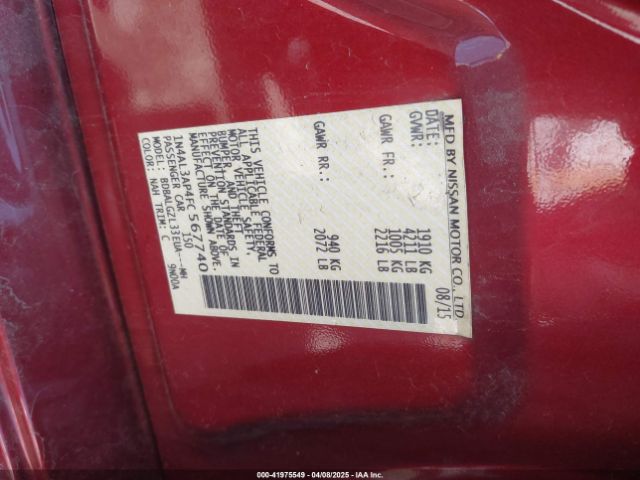 MFD BY NISSAN MOTOR CO., LTD.
DATE: 08/15
GVWR: 1910 KG
4211 LB
GAWR FR.: 1005 KG
2216 LB
GAWR RR.: 940 KG
2072 LB
THIS VEHICLE CONFORMS TO
ALL APPLICABLE FEDERAL
MOTOR VEHICLE SAFETY,
BUMPER, AND THEFT
PREVENTION STANDARDS IN
EFFECT ON THE DATE OF
MANUFACTURE SHOWN ABOVE.
1N4AL3AP4FC 567740
PASSENGER CAR
MODEL: BDBALGZL33EUA---MH
COLOR: NAH TRIM: C
000-41975549 | 04/08/2025 | IAA Inc.